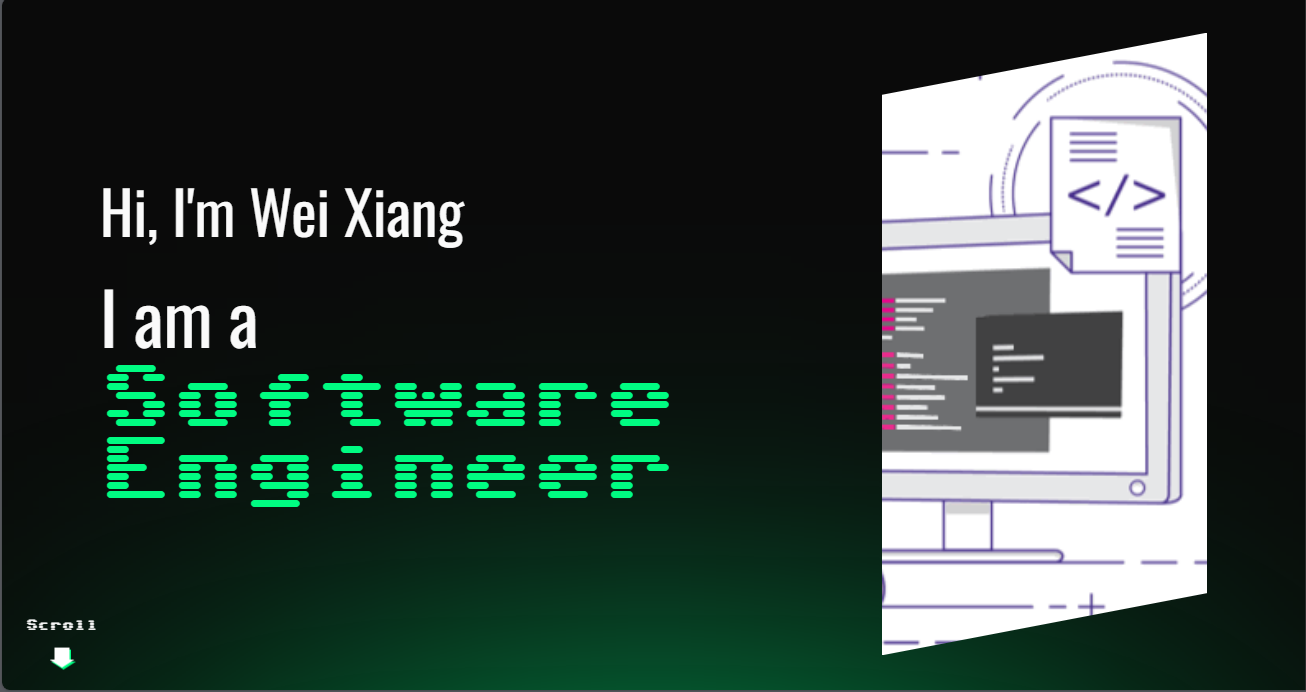 Hi, I'm Wei Xiang
I am a
Software
Engineer
</>
Scroll